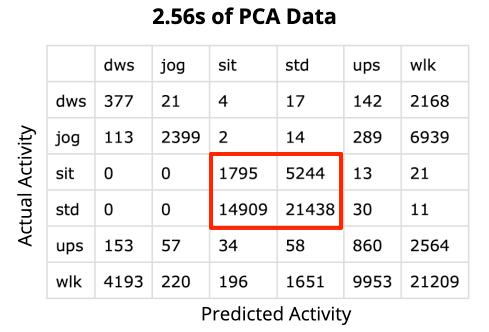 2.56s of PCA Data
dws jog sit std ups wlk
dws 377 21 4 17 142 2168
jog 113 2399 2 14 289 6939
sit 0 0 1795 5244 13 21
std 0 0 14909 21438 30 11
ups 153 57 34 58 860 2564
wlk 4193 220 196 1651 9953 21209
Actual Activity
Predicted Activity